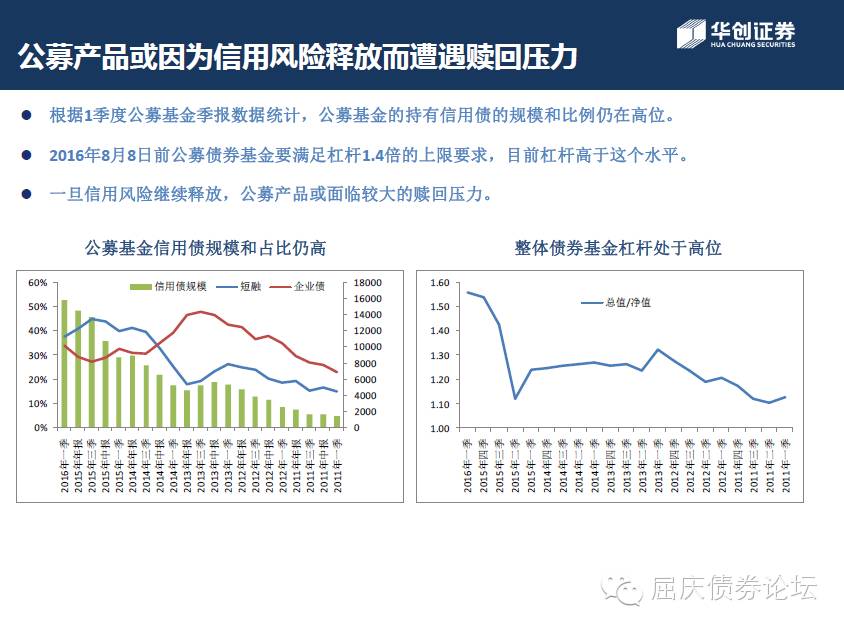 公募产品或因为信用风险释放而遭遇赎回压力
华创证券
HUA CHUANG SECURITIES
根据1季度公募基金季报数据统计，公募基金的持有信用债的规模和比例仍在高位。
2016年8月8日前公募债券基金要满足杠杆1.4倍的上限要求，目前杠杆高于这个水平。
一旦信用风险继续释放，公募产品或面临较大的赎回压力。
公募基金信用债规模和占比仍高
信用债规模 短融 企业债
60%
50%
40%
30%
20%
10%
0%
18000
16000
14000
12000
10000
8000
6000
4000
2000
0
2016年一季
2015年年报
2015年三季
2015年中报
2015年一季
2014年年报
2014年三季
2014年中报
2014年一季
2013年年报
2013年三季
2013年中报
2013年一季
2012年年报
2012年三季
2012年中报
2012年一季
2011年年报
2011年三季
2011年中报
2011年一季
整体债券基金杠杆处于高位
总值/净值
1.60
1.50
1.40
1.30
1.20
1.10
1.00
2016年一季
2015年四季
2015年三季
2015年二季
2015年一季
2014年四季
2014年三季
2014年二季
2014年一季
2013年四季
2013年三季
2013年二季
2013年一季
2012年四季
2012年三季
2012年二季
2012年一季
2011年四季
2011年三季
2011年二季
2011年一季
屈庆债券论坛